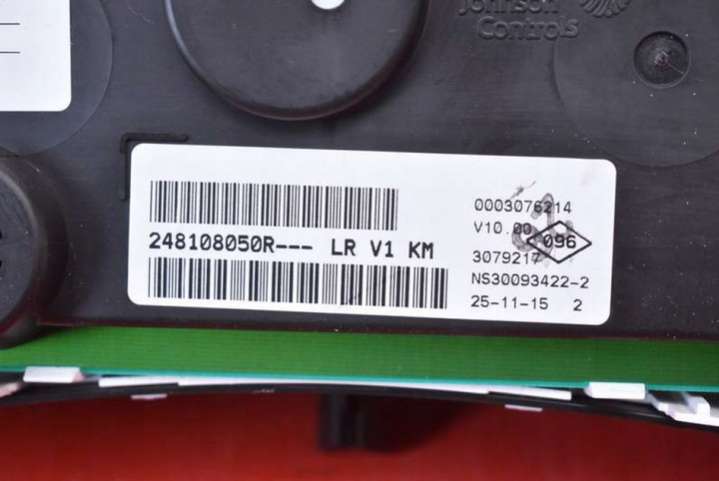 Johnson
Controls
248108050R--- LR V1 KM
0003076214
V10.00
096
3079217
NS30093422-2
25-11-15 2